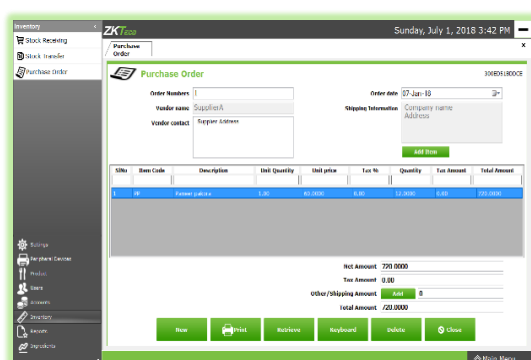 Inventory
Stock Receiving
Stock Transfer
Purchase Order
Settings
Peripheral Devices
Product
Users
Accounts
Inventory
Reports
Ingredients
ZKTeco
Sunday, July 1, 2018 3:42 PM
Purchase Order
x
Purchase Order
Order Numbers 1
Order date 07-Jan-18
Vendor name SupplierA
Shipping Information Company name
Address
Vendor contact Supplier Address
Add Item
SlNo Item Code Description Unit Quantity Unit price Tax % Quantity Tax Amount Total Amount
1 PP Paneer pakora 1.00 60.0000 0.00 12.0000 0.00 720.0000
Net Amount 720.0000
Tax Amount 0.00
Other/Shipping Amount Add 0
Total Amount 720.0000
New Print Retrieve Keyboard Delete Close
Main Menu